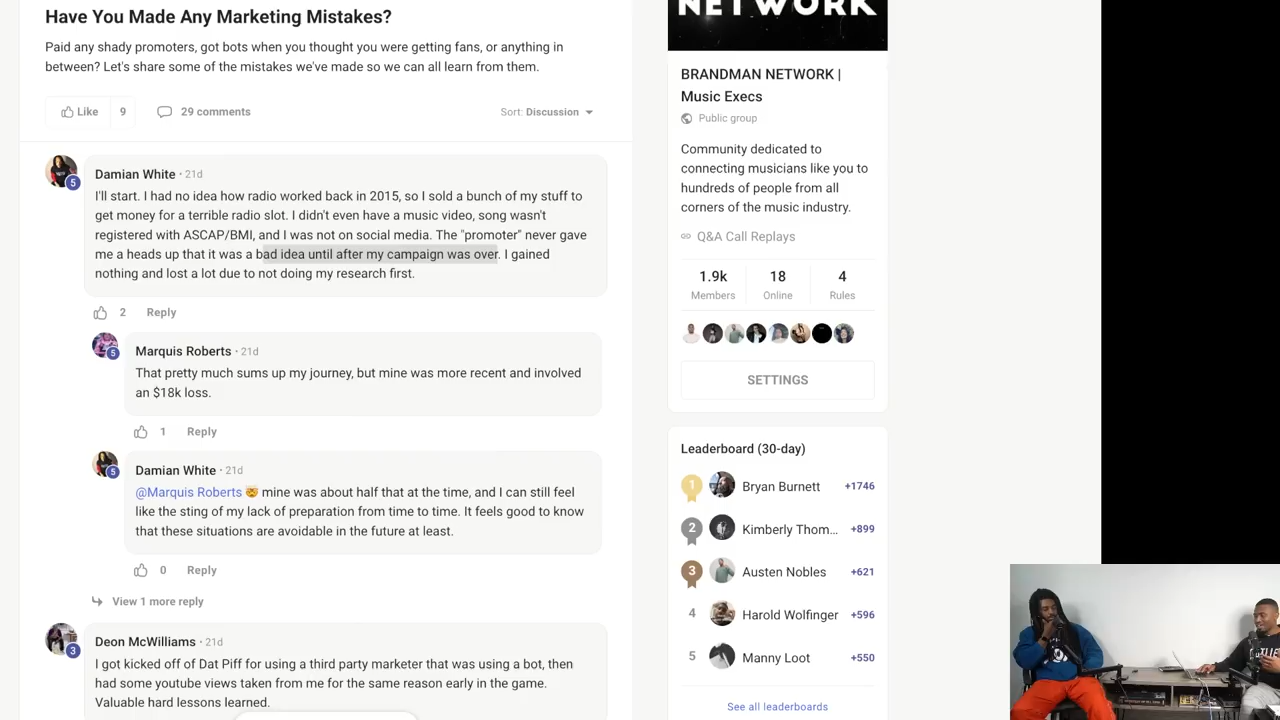 NETWORK
Have You Made Any Marketing Mistakes?
Paid any shady promoters, got bots when you thought you were getting fans, or anything in
between? Let's share some of the mistakes we've made so we can all learn from them.
Like 9 29 comments Sort: Discussion
Damian White · 21d
5
I'll start. I had no idea how radio worked back in 2015, so I sold a bunch of my stuff to
get money for a terrible radio slot. I didn't even have a music video, song wasn't
registered with ASCAP/BMI, and I was not on social media. The "promoter" never gave
me a heads up that it was a bad idea until after my campaign was over. I gained
nothing and lost a lot due to not doing my research first.
2 Reply
Marquis Roberts · 21d
5
That pretty much sums up my journey, but mine was more recent and involved
an $18k loss.
1 Reply
Damian White · 21d
5
@Marquis Roberts 🤯 mine was about half that at the time, and I can still feel
like the sting of my lack of preparation from time to time. It feels good to know
that these situations are avoidable in the future at least.
0 Reply
View 1 more reply
Deon McWilliams · 21d
3
I got kicked off of Dat Piff for using a third party marketer that was using a bot, then
had some youtube views taken from me for the same reason early in the game.
Valuable hard lessons learned.
BRANDMAN NETWORK |
Music Execs
Public group
Community dedicated to
connecting musicians like you to
hundreds of people from all
corners of the music industry.
Q&A Call Replays
1.9k 18 4
Members Online Rules
SETTINGS
Leaderboard (30-day)
1 Bryan Burnett +1746
2 Kimberly Thom... +899
3 Austen Nobles +621
4 Harold Wolfinger +596
5 Manny Loot +550
See all leaderboards